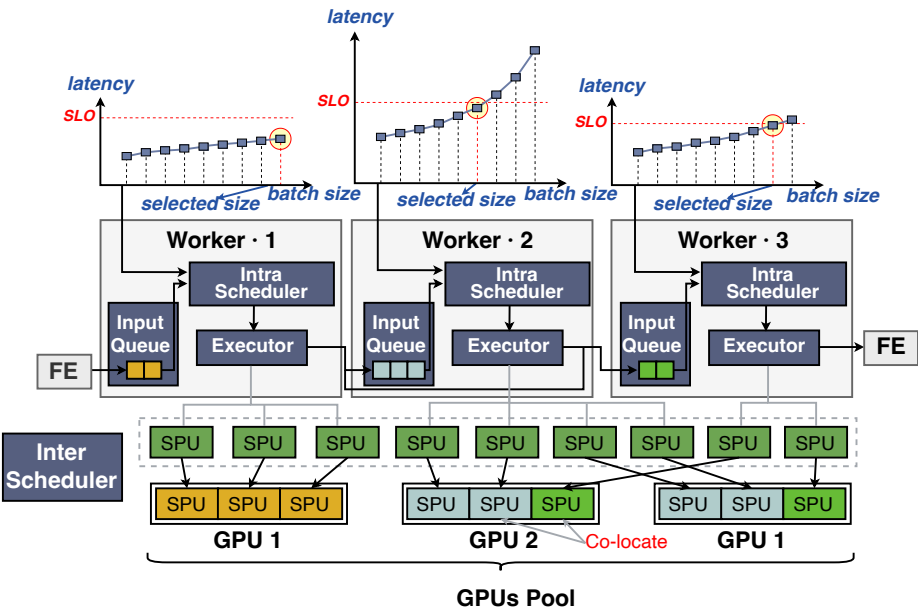 latency
SLO
selected size
batch size
latency
SLO
selected size
batch size
latency
SLO
selected size
batch size
Worker · 1
Intra
Scheduler
Input
Queue
Executor
Worker · 2
Intra
Scheduler
Input
Queue
Executor
Worker · 3
Intra
Scheduler
Input
Queue
Executor
FE
FE
Inter
Scheduler
SPU SPU SPU SPU SPU SPU SPU SPU SPU
SPU SPU SPU
SPU SPU SPU
SPU SPU SPU
GPU 1
GPU 2
Co-locate
GPU 1
GPUs Pool